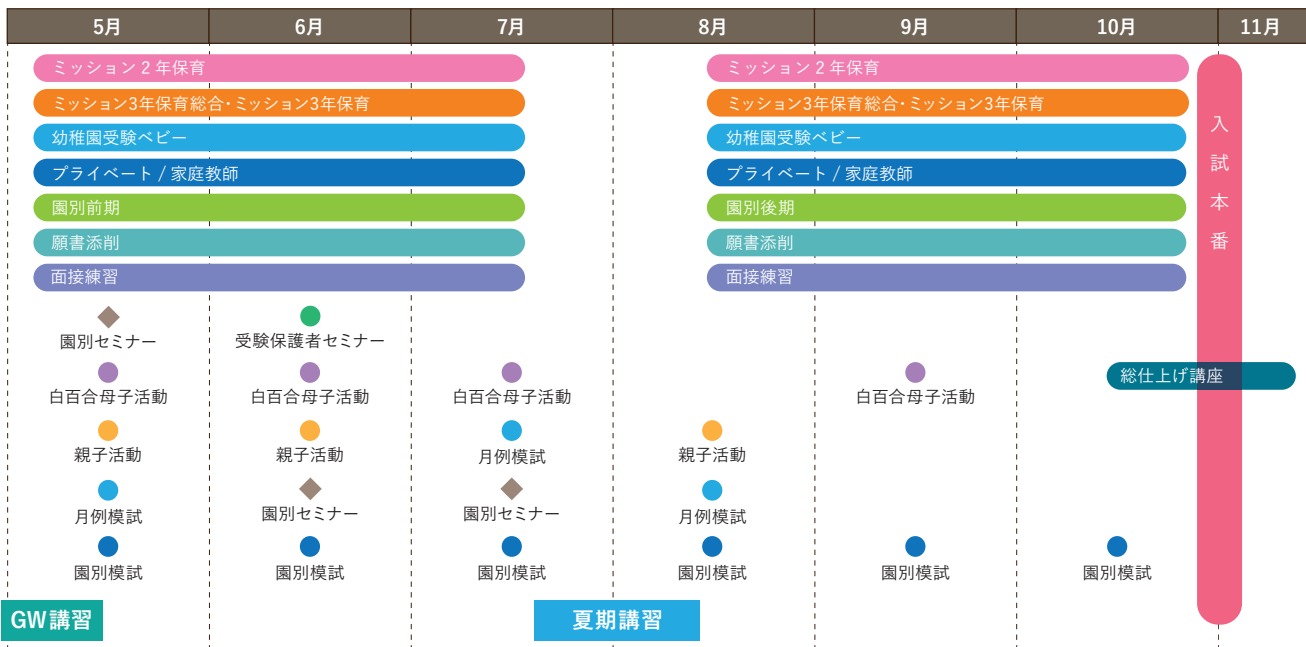 5月 6月 7月 8月 9月 10月 11月
ミッション２年保育 ミッション２年保育
ミッション3年保育総合・ミッション3年保育 ミッション3年保育総合・ミッション3年保育
幼稚園受験ベビー 幼稚園受験ベビー
プライベート / 家庭教師 プライベート / 家庭教師
園別前期 園別後期
願書添削 願書添削
面接練習 面接練習
入試本番
園別セミナー 受験保護者セミナー
白百合母子活動 白百合母子活動 白百合母子活動 白百合母子活動 総仕上げ講座
親子活動 親子活動 月例模試 親子活動
月例模試 園別セミナー 園別セミナー 月例模試
園別模試 園別模試 園別模試 園別模試 園別模試 園別模試
GW講習 夏期講習